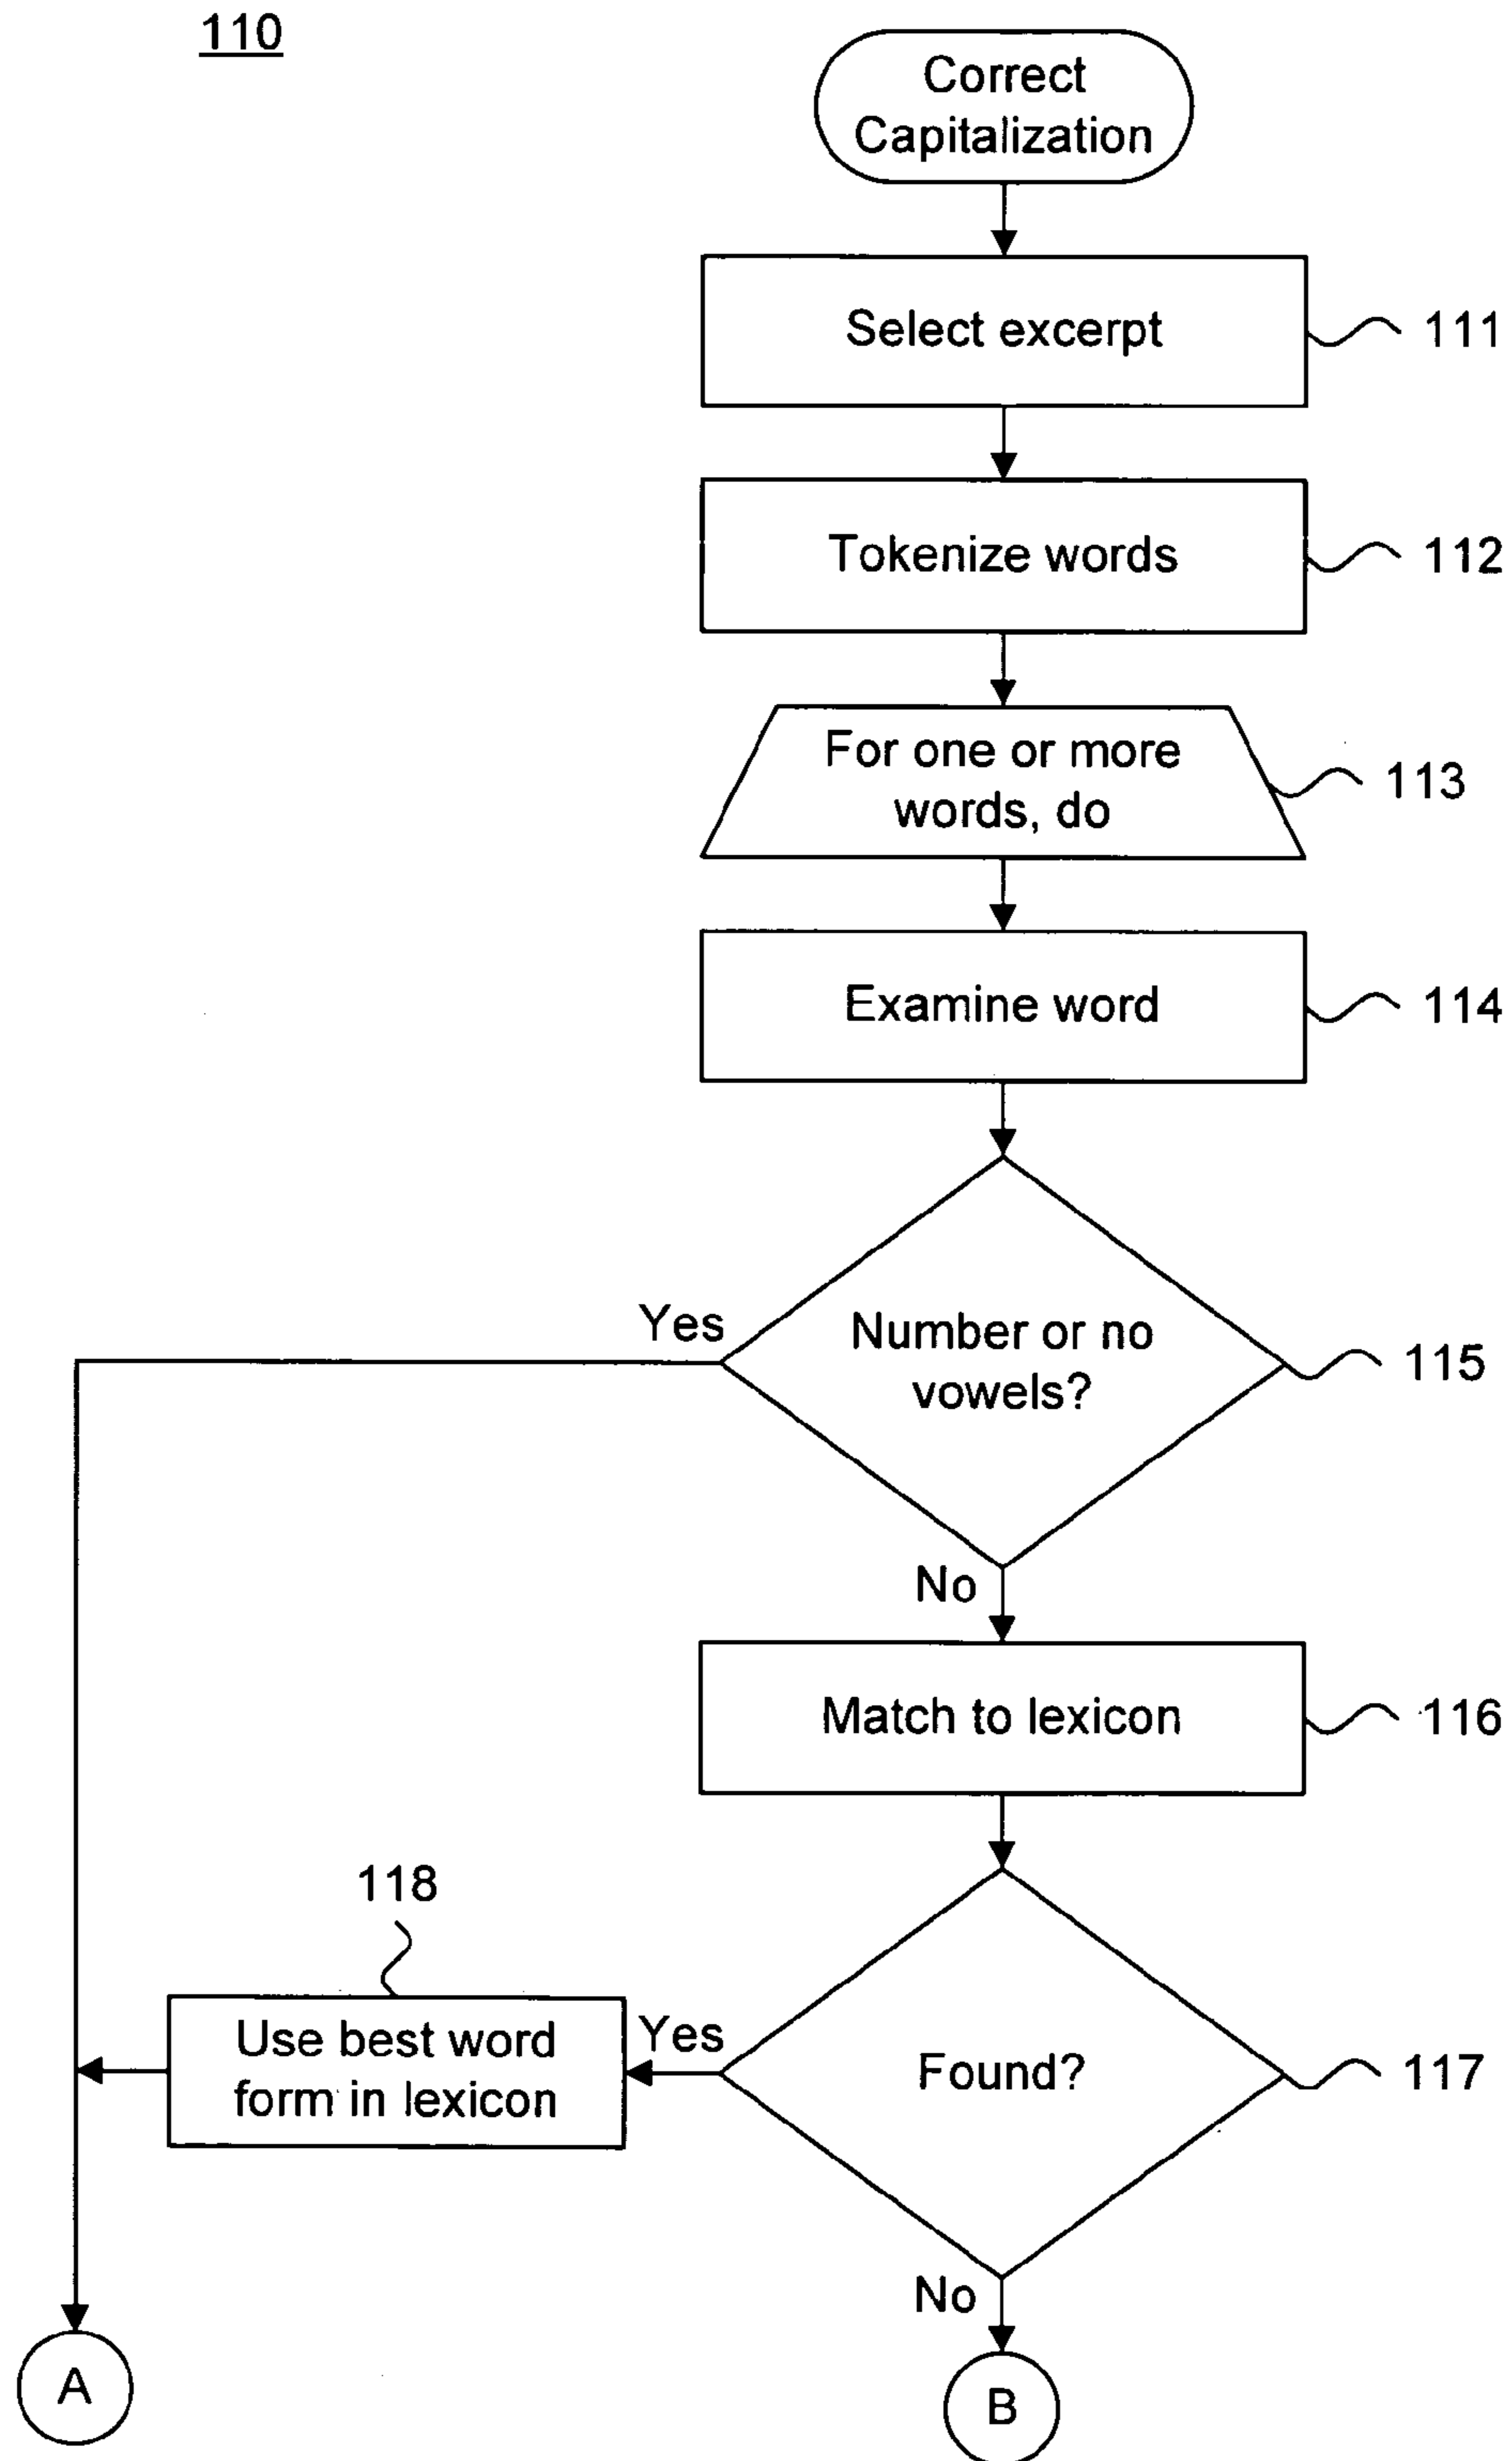 110
Correct
Capitalization
Select excerpt
111
Tokenize words
112
For one or more
words, do
113
Examine word
114
Yes
Number or no
vowels?
115
No
Match to lexicon
116
118
Use best word
form in lexicon
Yes
Found?
117
No
A
B